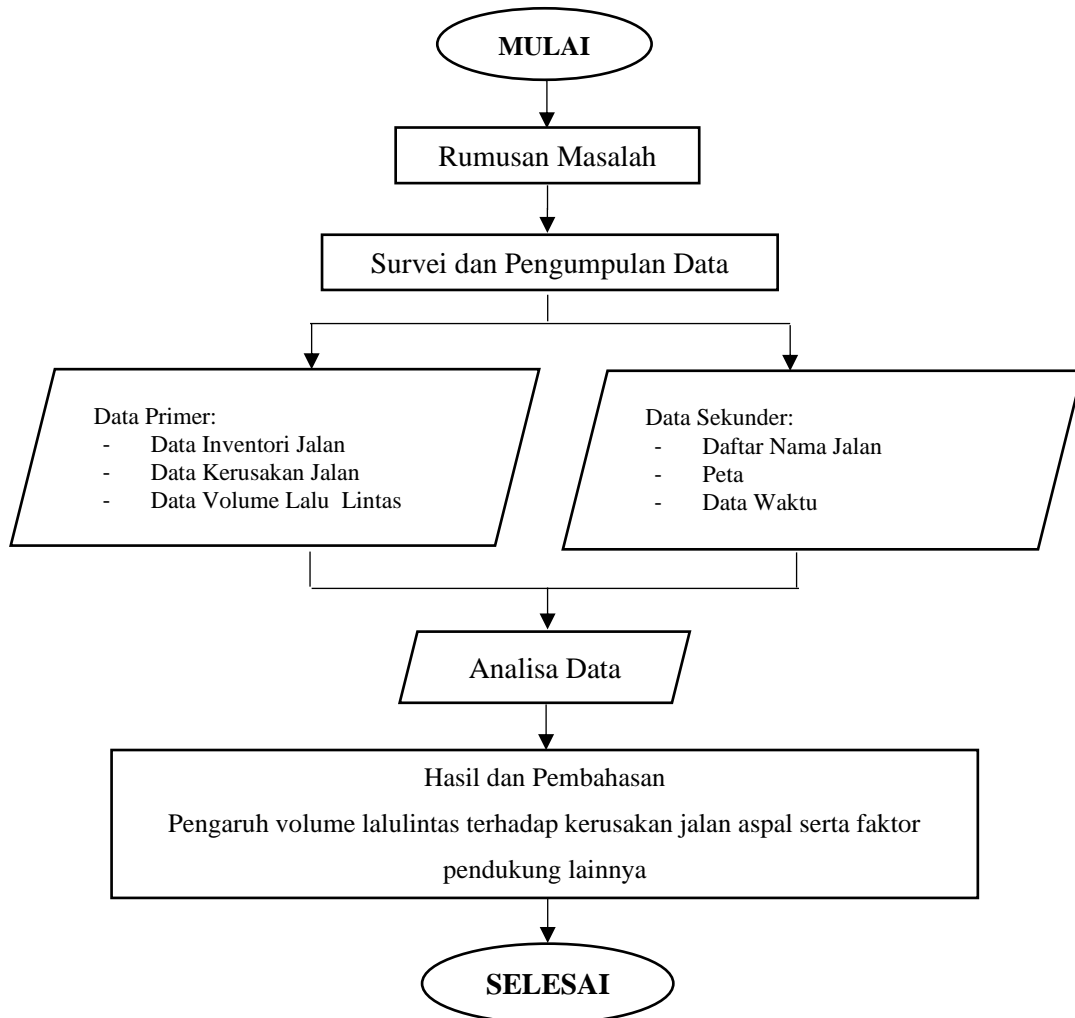 MULAI
Rumusan Masalah
Survei dan Pengumpulan Data
Data Primer:
- Data Inventori Jalan
- Data Kerusakan Jalan
- Data Volume Lalu Lintas
Data Sekunder:
- Daftar Nama Jalan
- Peta
- Data Waktu
Analisa Data
Hasil dan Pembahasan
Pengaruh volume lalulintas terhadap kerusakan jalan aspal serta faktor
pendukung lainnya
SELESAI